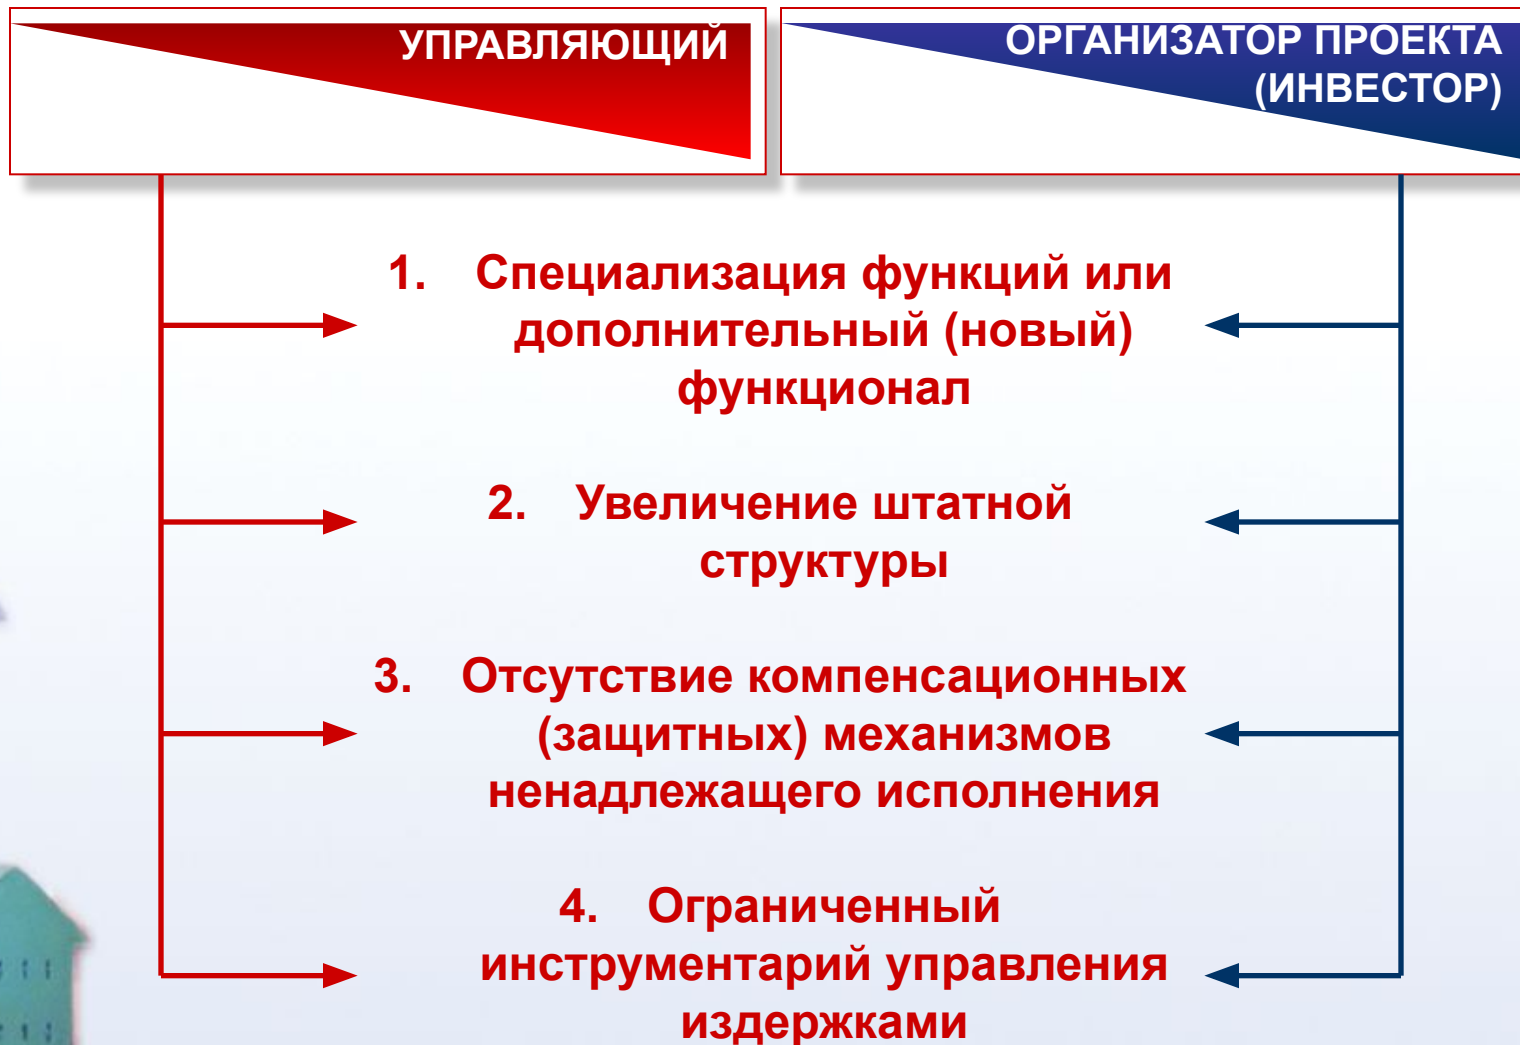 УПРАВЛЯЮЩИЙ
ОРГАНИЗАТОР ПРОЕКТА
(ИНВЕСТОР)
1. Специализация функций или
дополнительный (новый)
функционал
2. Увеличение штатной
структуры
3. Отсутствие компенсационных
(защитных) механизмов
ненадлежащего исполнения
4. Ограниченный
инструментарий управления
издержками